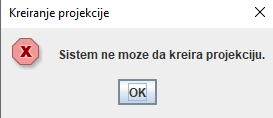 Kreiranje projekcije
Sistem ne moze da kreira projekciju.
OK